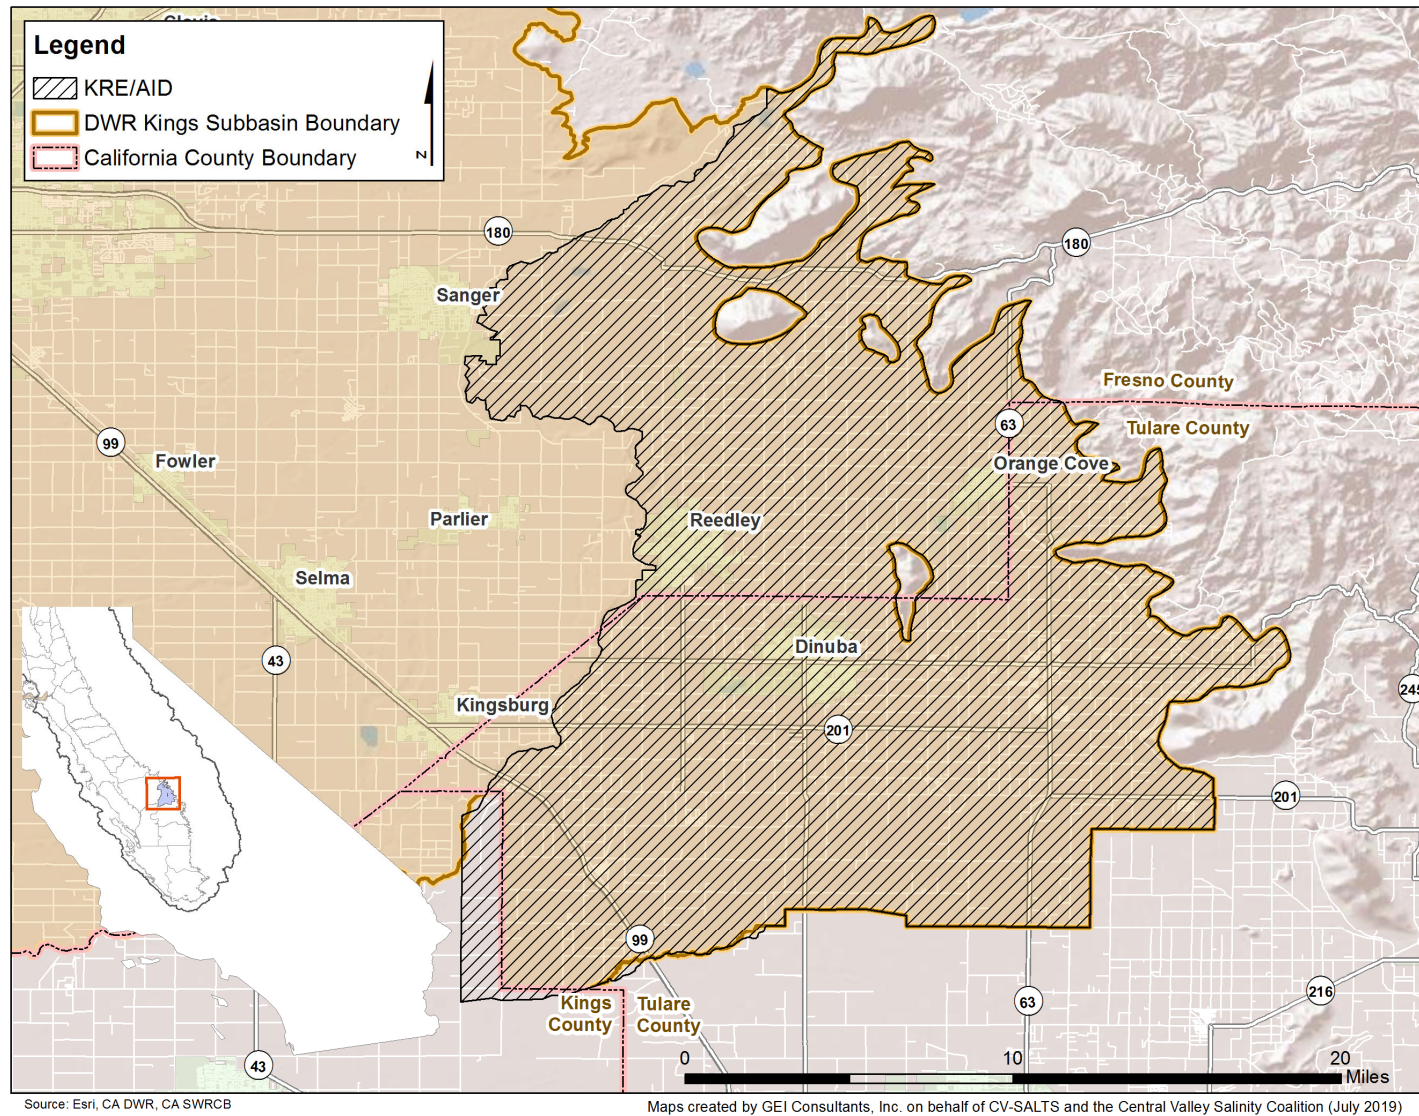 Clovis
Legend
KRE/AID
DWR Kings Subbasin Boundary
California County Boundary
N
180
180
Sanger
Fresno County
63
Tulare County
99
Fowler
Orange Cove
Parlier
Reedley
Selma
Dinuba
43
245
Kingsburg
201
201
99
Kings
County
Tulare
County
63
216
43
0
10
20
Miles
Source: Esri, CA DWR, CA SWRCB
Maps created by GEI Consultants, Inc. on behalf of CV-SALTS and the Central Valley Salinity Coalition (July 2019)